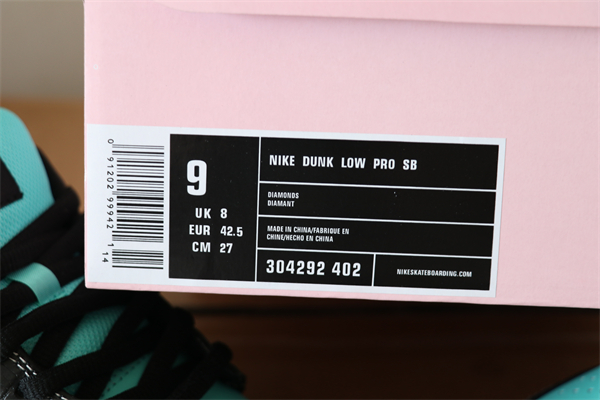 0 91202 99942 14
9
UK 8
EUR 42.5
CM 27
NIKE DUNK LOW PRO SB
DIAMONDS
DIAMANT
MADE IN CHINA/FABRIQUE EN
CHINE/HECHO EN CHINA
304292 402
NIKESKATEBOARDING.COM